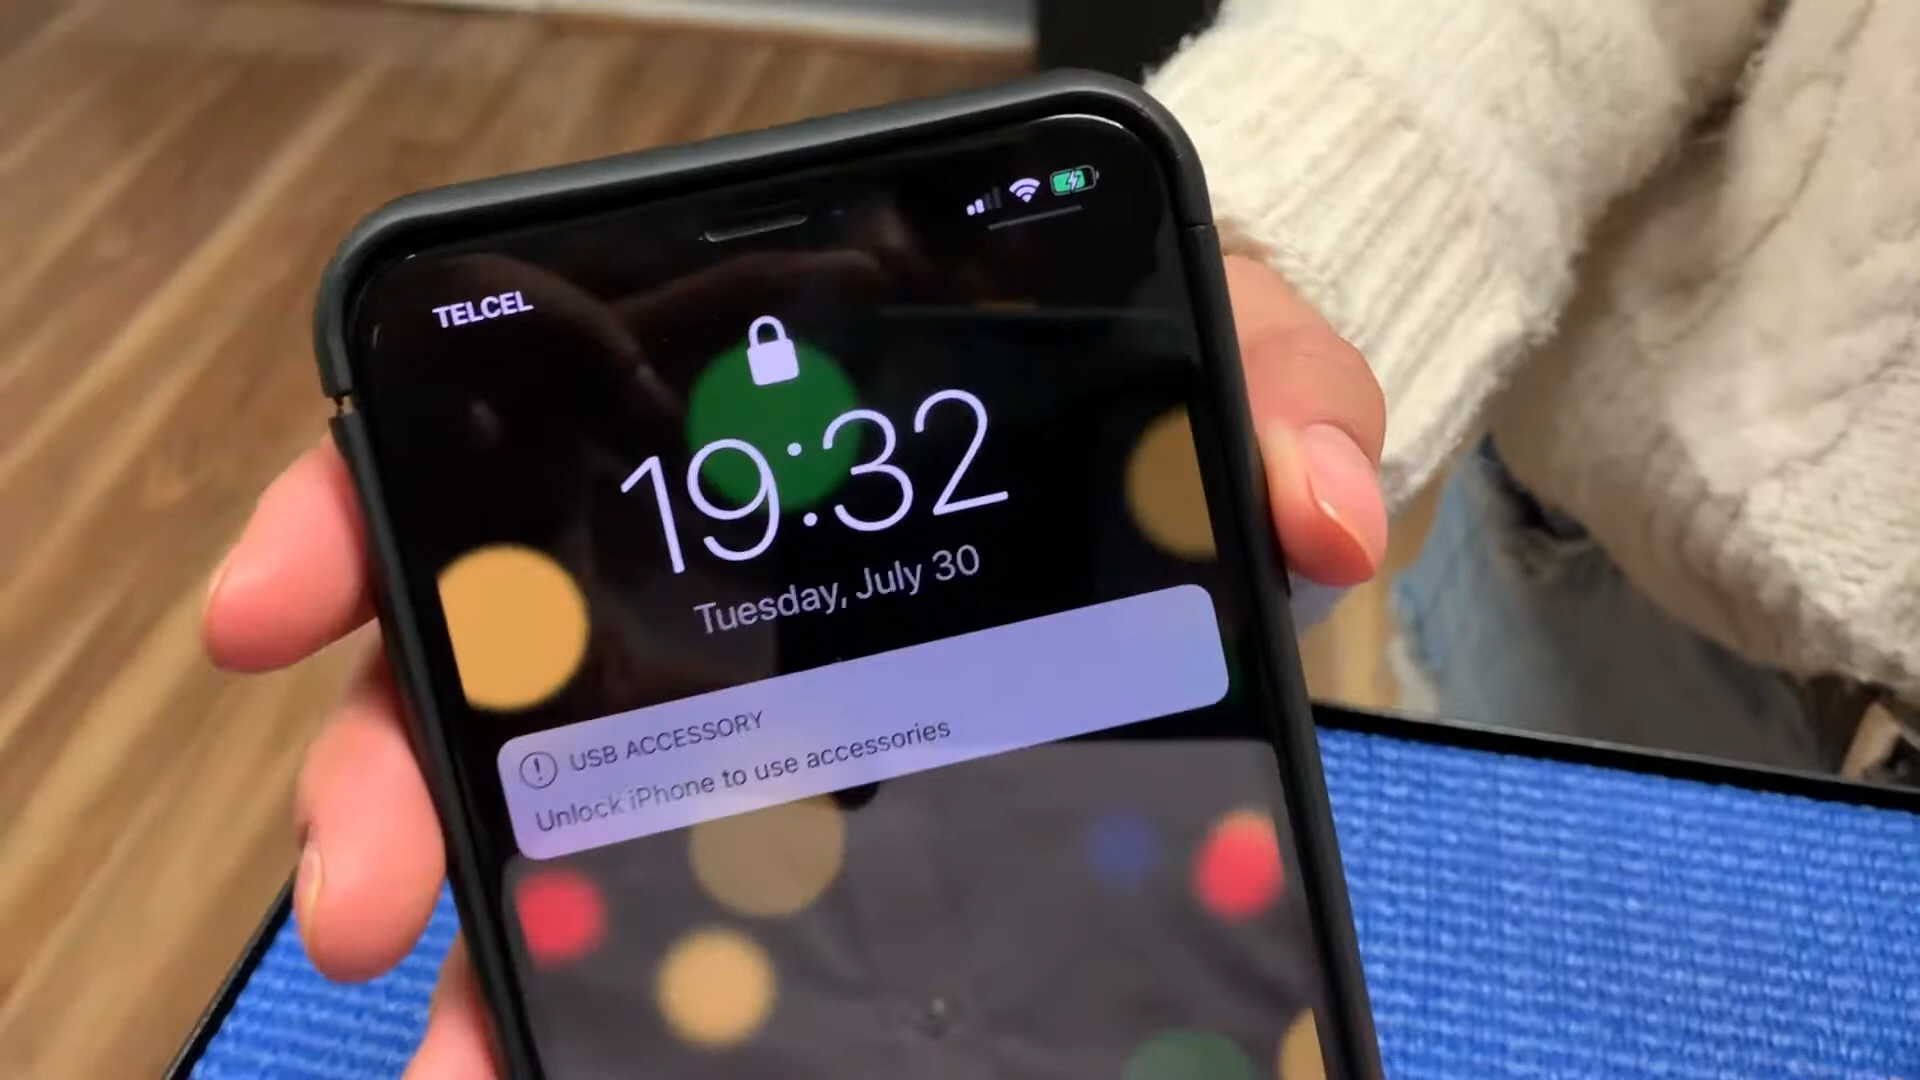 TELCEL
19:32
Tuesday, July 30
USB ACCESSORY
Unlock iPhone to use accessories